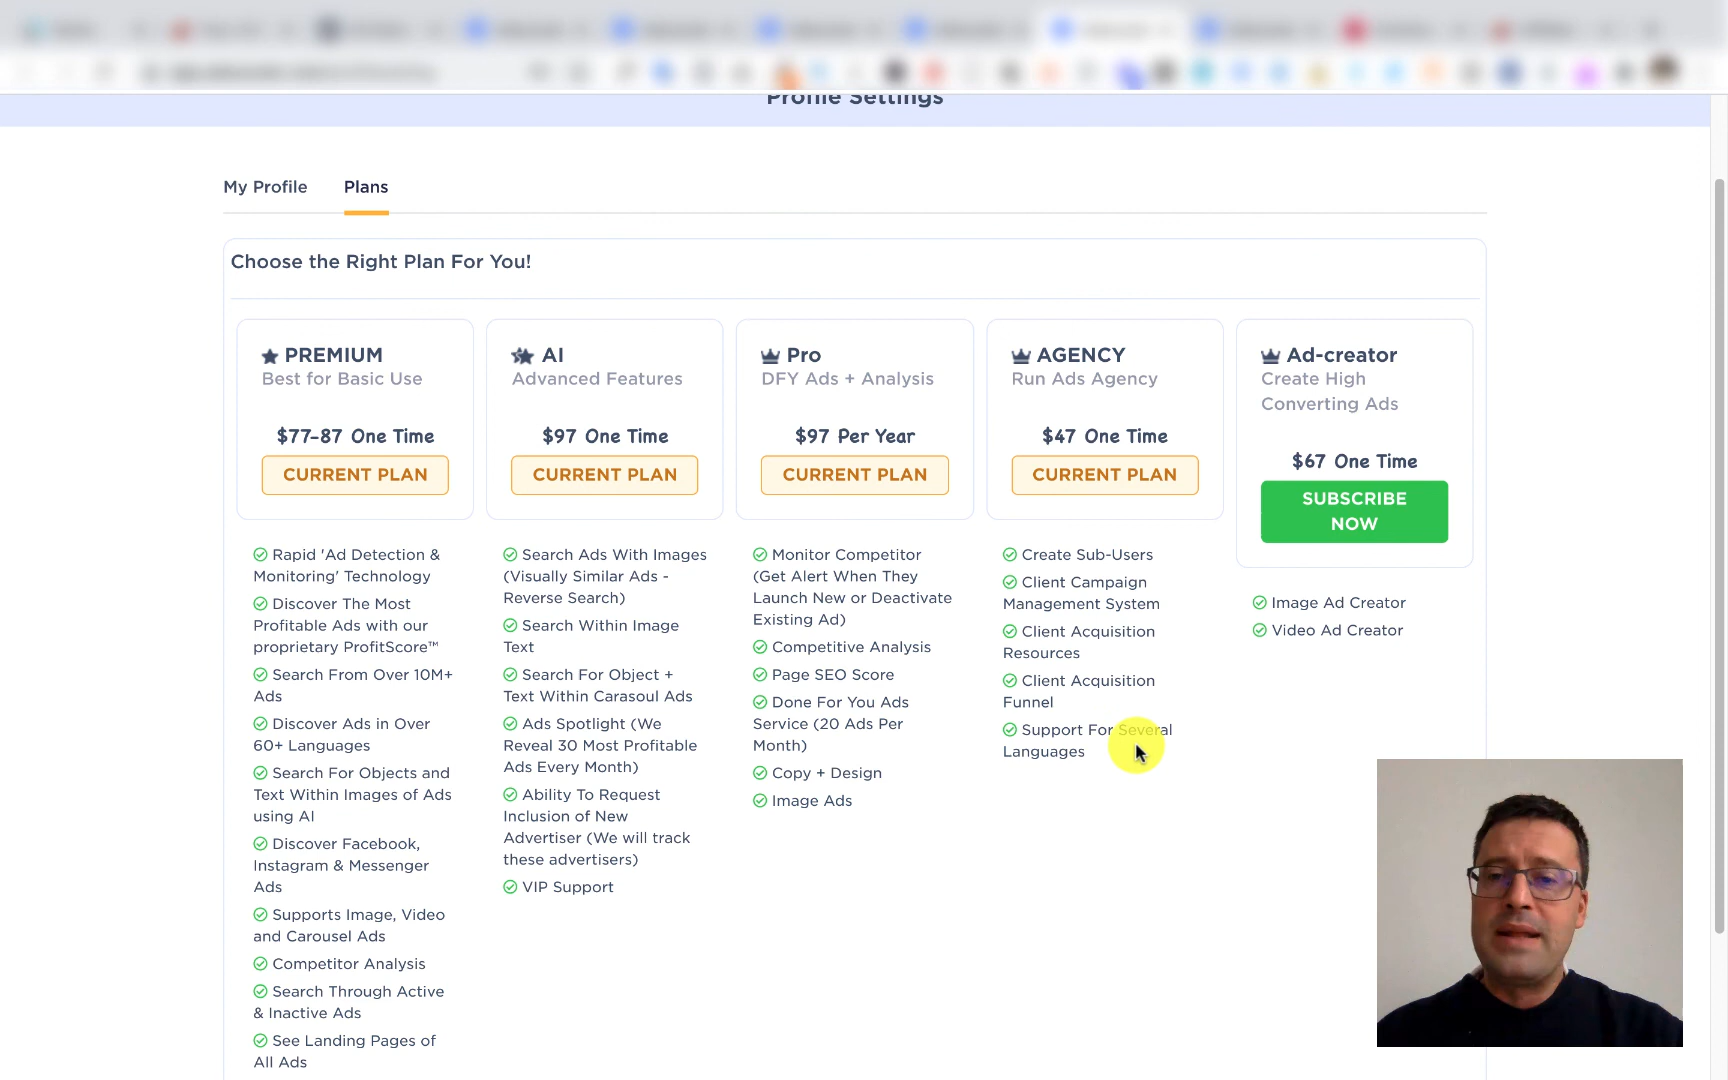 Profile Settings
My Profile
Plans
Choose the Right Plan For You!
PREMIUM
Best for Basic Use
$77-87 One Time
CURRENT PLAN
Rapid 'Ad Detection &
Monitoring' Technology
Discover The Most
Profitable Ads with our
proprietary ProfitScore™
Search From Over 10M+
Ads
Discover Ads in Over
60+ Languages
Search For Objects and
Text Within Images of Ads
using AI
Discover Facebook,
Instagram & Messenger
Ads
Supports Image, Video
and Carousel Ads
Competitor Analysis
Search Through Active
& Inactive Ads
See Landing Pages of
All Ads
AI
Advanced Features
$97 One Time
CURRENT PLAN
Search Ads With Images
(Visually Similar Ads -
Reverse Search)
Search Within Image
Text
Search For Object +
Text Within Carasoul Ads
Ads Spotlight (We
Reveal 30 Most Profitable
Ads Every Month)
Ability To Request
Inclusion of New
Advertiser (We will track
these advertisers)
VIP Support
Pro
DFY Ads + Analysis
$97 Per Year
CURRENT PLAN
Monitor Competitor
(Get Alert When They
Launch New or Deactivate
Existing Ad)
Competitive Analysis
Page SEO Score
Done For You Ads
Service (20 Ads Per
Month)
Copy + Design
Image Ads
AGENCY
Run Ads Agency
$47 One Time
CURRENT PLAN
Create Sub-Users
Client Campaign
Management System
Client Acquisition
Resources
Client Acquisition
Funnel
Support For Several
Languages
Ad-creator
Create High
Converting Ads
$67 One Time
SUBSCRIBE
NOW
Image Ad Creator
Video Ad Creator